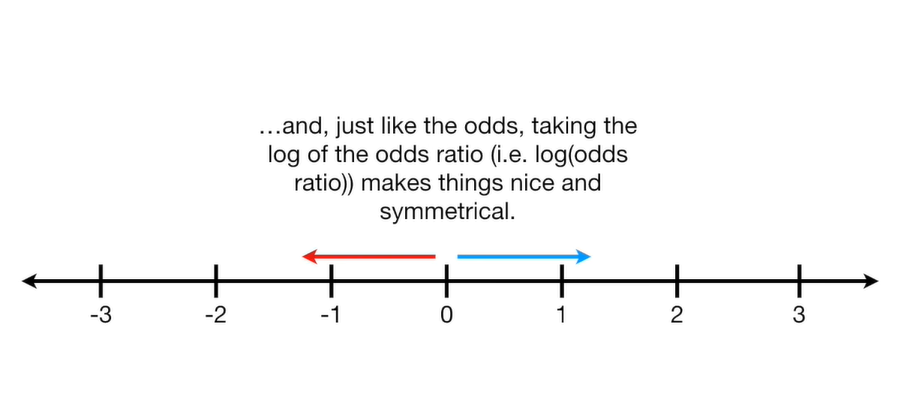 …and, just like the odds, taking the
log of the odds ratio (i.e. log(odds
ratio)) makes things nice and
symmetrical.
-3 -2 -1 0 1 2 3